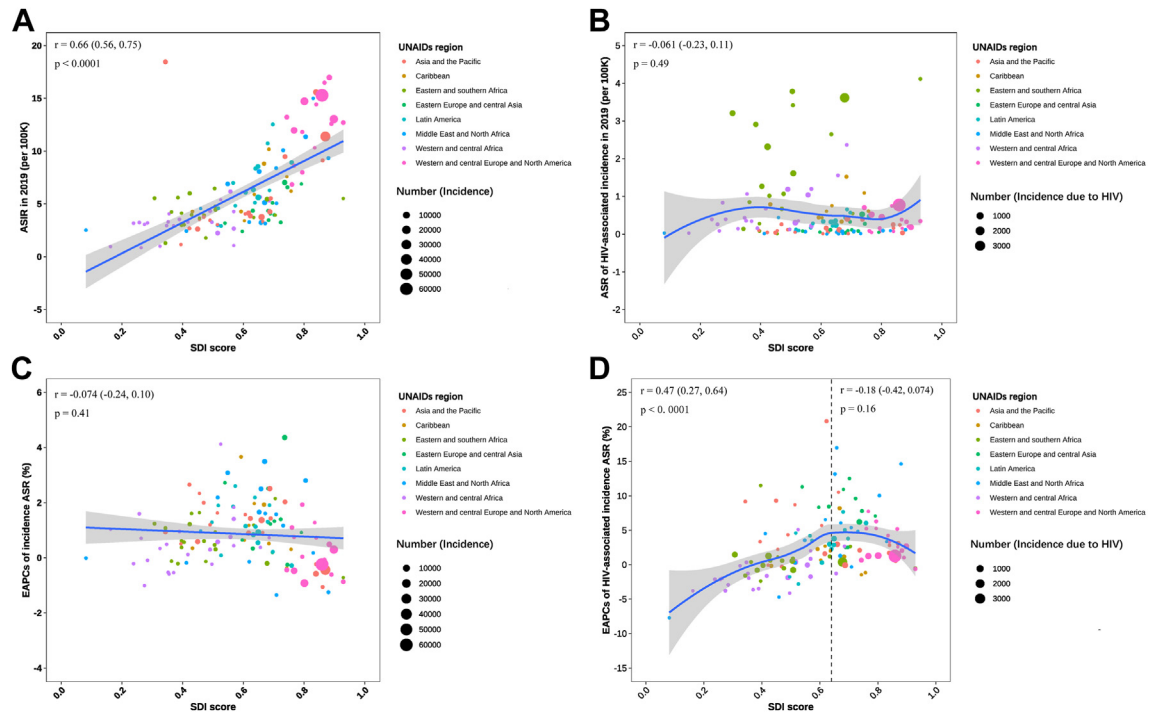 A
ASIR in 2019 (per 100K)
r = 0.66 (0.56, 0.75)
p < 0.0001
20
15
10
5
0
-5
0.0
0.2
0.4
0.6
0.8
1.0
SDI score
UNAIDs region
Asia and the Pacific
Caribbean
Eastern and southern Africa
Eastern Europe and central Asia
Latin America
Middle East and North Africa
Western and central Africa
Western and central Europe and North America
Number (Incidence)
10000
20000
30000
40000
50000
60000
B
ASR of HIV-associated incidence in 2019 (per 100K)
r = -0.061 (-0.23, 0.11)
p = 0.49
5
4
3
2
1
0
-1
-2
0.0
0.2
0.4
0.6
0.8
1.0
SDI score
UNAIDs region
Asia and the Pacific
Caribbean
Eastern and southern Africa
Eastern Europe and central Asia
Latin America
Middle East and North Africa
Western and central Africa
Western and central Europe and North America
Number (Incidence due to HIV)
1000
2000
3000
C
EAPCs of incidence ASR (%)
r = -0.074 (-0.24, 0.10)
p = 0.41
6
4
2
0
-2
-4
0.0
0.2
0.4
0.6
0.8
1.0
SDI score
UNAIDs region
Asia and the Pacific
Caribbean
Eastern and southern Africa
Eastern Europe and central Asia
Latin America
Middle East and North Africa
Western and central Africa
Western and central Europe and North America
Number (Incidence)
10000
20000
30000
40000
50000
60000
D
EAPCs of HIV-associated incidence ASR (%)
r = 0.47 (0.27, 0.64)
p < 0. 0001
r = -0.18 (-0.42, 0.074)
p = 0.16
25
20
15
10
5
0
-5
-10
-15
0.0
0.2
0.4
0.6
0.8
1.0
SDI score
UNAIDs region
Asia and the Pacific
Caribbean
Eastern and southern Africa
Eastern Europe and central Asia
Latin America
Middle East and North Africa
Western and central Africa
Western and central Europe and North America
Number (Incidence due to HIV)
1000
2000
3000